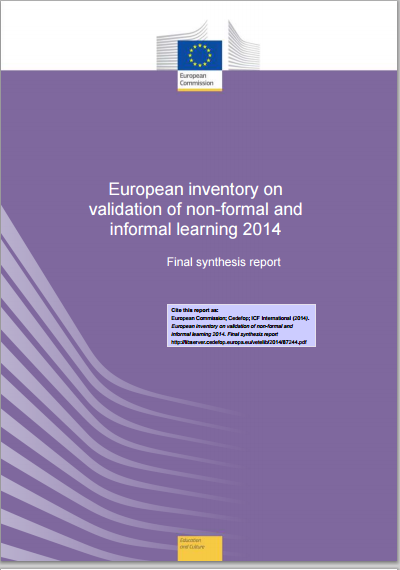 European
Commission
European inventory on
validation of non-formal and
informal learning 2014
Final synthesis report
Cite this report as:
European Commission; Cedefop; ICF International (2014).
European inventory on validation of non-formal and
informal learning 2014. Final synthesis report
http://libserver.cedefop.europa.eu/vetelib/2014/87244.pdf
Education
and Culture